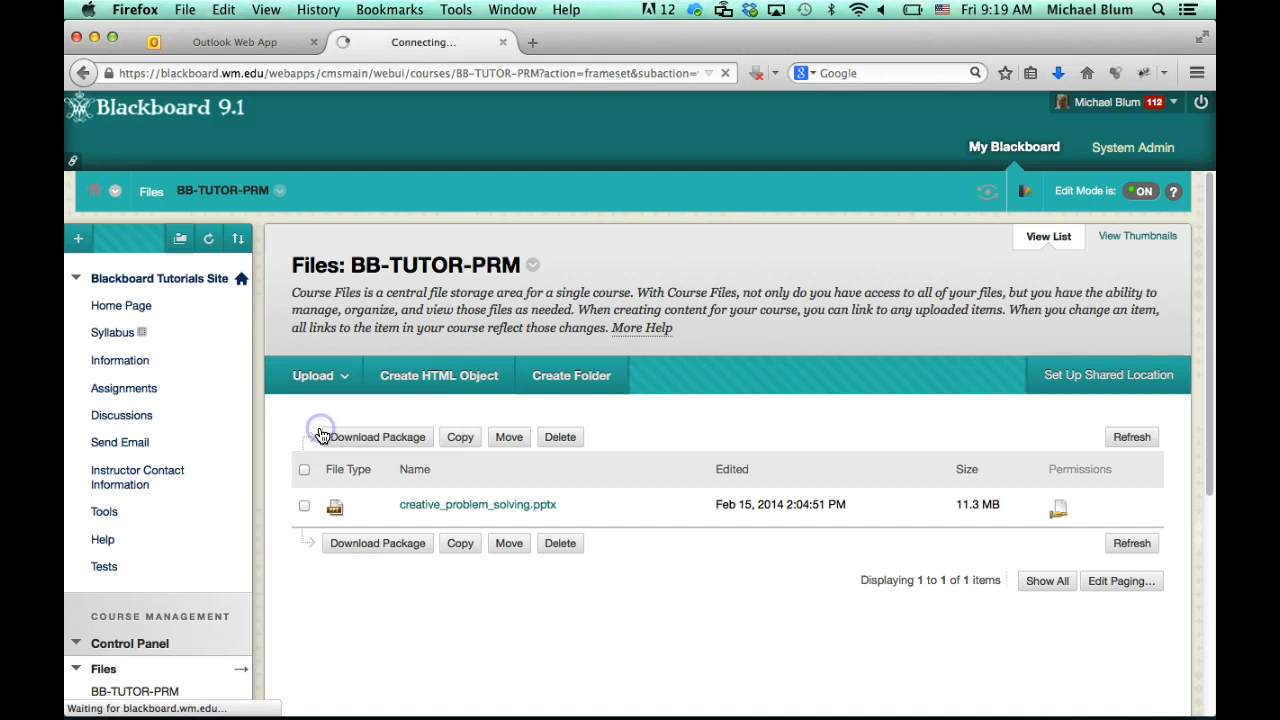 Firefox File Edit View History Bookmarks Tools Window Help 12 Fri 9:19 AM Michael Blum
Outlook Web App Connecting...
https://blackboard.wm.edu/webapps/cmsmain/webui/courses/BB-TUTOR-PRM?action=frameset&subaction= Google
Blackboard 9.1
Michael Blum 112
My Blackboard System Admin
Files BB-TUTOR-PRM Edit Mode is: ON ?
View List View Thumbnails
Files: BB-TUTOR-PRM
Course Files is a central file storage area for a single course. With Course Files, not only do you have access to all of your files, but you have the ability to
manage, organize, and view those files as needed. When creating content for your course, you can link to any uploaded items. When you change an item,
all links to the item in your course reflect those changes. More Help
Upload Create HTML Object Create Folder Set Up Shared Location
Download Package Copy Move Delete Refresh
File Type Name Edited Size Permissions
creative_problem_solving.pptx Feb 15, 2014 2:04:51 PM 11.3 MB
Download Package Copy Move Delete Refresh
Displaying 1 to 1 of 1 items Show All Edit Paging...
Blackboard Tutorials Site
Home Page
Syllabus
Information
Assignments
Discussions
Send Email
Instructor Contact
Information
Tools
Help
Tests
COURSE MANAGEMENT
Control Panel
Files
BB-TUTOR-PRM
Waiting for blackboard.wm.edu...